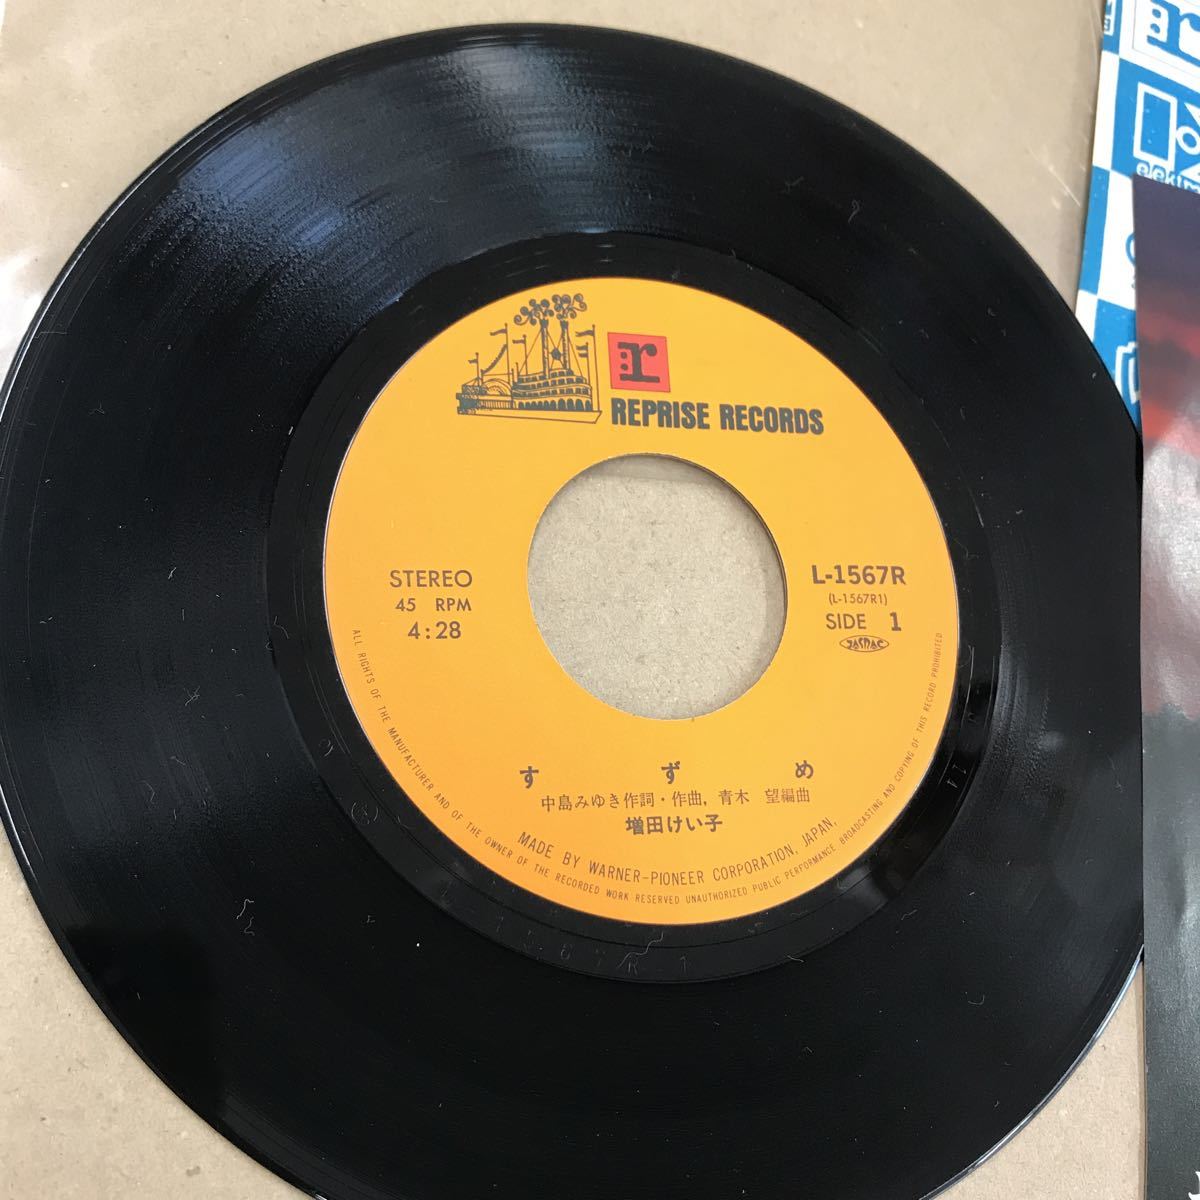 r
REPRISE RECORDS
STEREO
45 RPM
4:28
L-1567R
(L-1567R1)
SIDE 1
JASRAC
すずめ
中島みゆき作詞・作曲, 青木 望編曲
増田けい子
MADE BY WARNER-PIONEER CORPORATION, JAPAN,
ALL RIGHTS OF THE MANUFACTURER AND OF THE OWNER OF THE RECORDED WORK RESERVED UNAUTHORIZED PUBLIC PERFORMANCE BROADCASTING AND COPYING OF THIS RECORD PROHIBITED
r